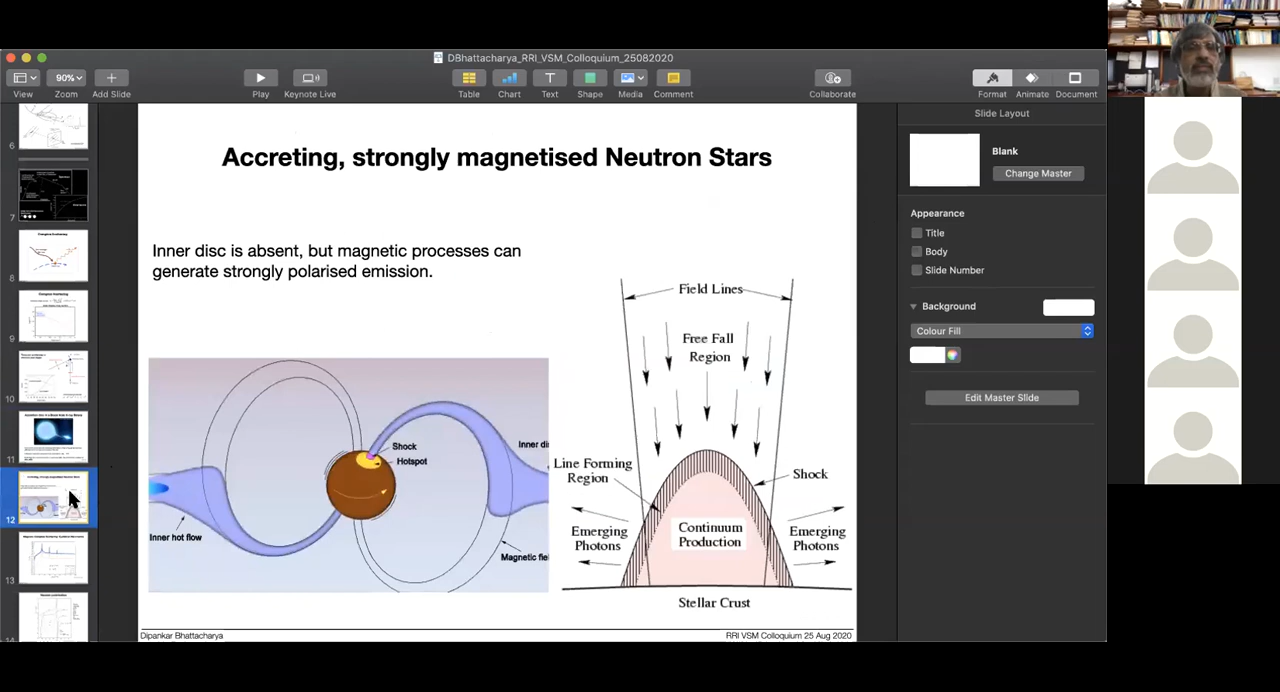 DBhattacharya_RRI_VSM_Colloquium_25082020
90%
View
Zoom
Add Slide
Play
Keynote Live
Table
Chart
Text
Shape
Media
Comment
Collaborate
Format
Animate
Document
6
7
8
9
10
11
12
13
14
Accreting, strongly magnetised Neutron Stars
Inner disc is absent, but magnetic processes can
generate strongly polarised emission.
Shock
Hotspot
Inner dis
Inner hot flow
Magnetic fie
Field Lines
Free Fall
Region
Line Forming
Region
Shock
Emerging
Photons
Continuum
Production
Emerging
Photons
Stellar Crust
Dipankar Bhattacharya
RRI VSM Colloquium 25 Aug 2020
Slide Layout
Blank
Change Master
Appearance
Title
Body
Slide Number
Background
Colour Fill
Edit Master Slide